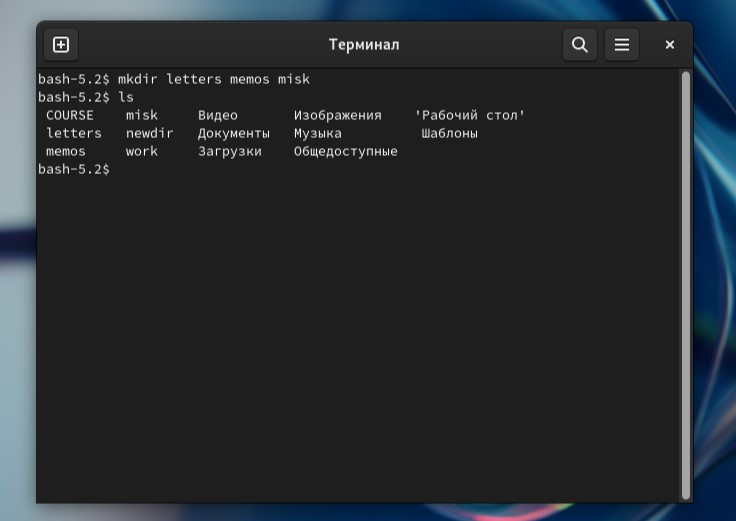 Терминал
bash-5.2$ mkdir letters memos misk
bash-5.2$ ls
COURSE misk Видео Изображения 'Рабочий стол'
letters newdir Документы Музыка Шаблоны
memos work Загрузки Общедоступные
bash-5.2$